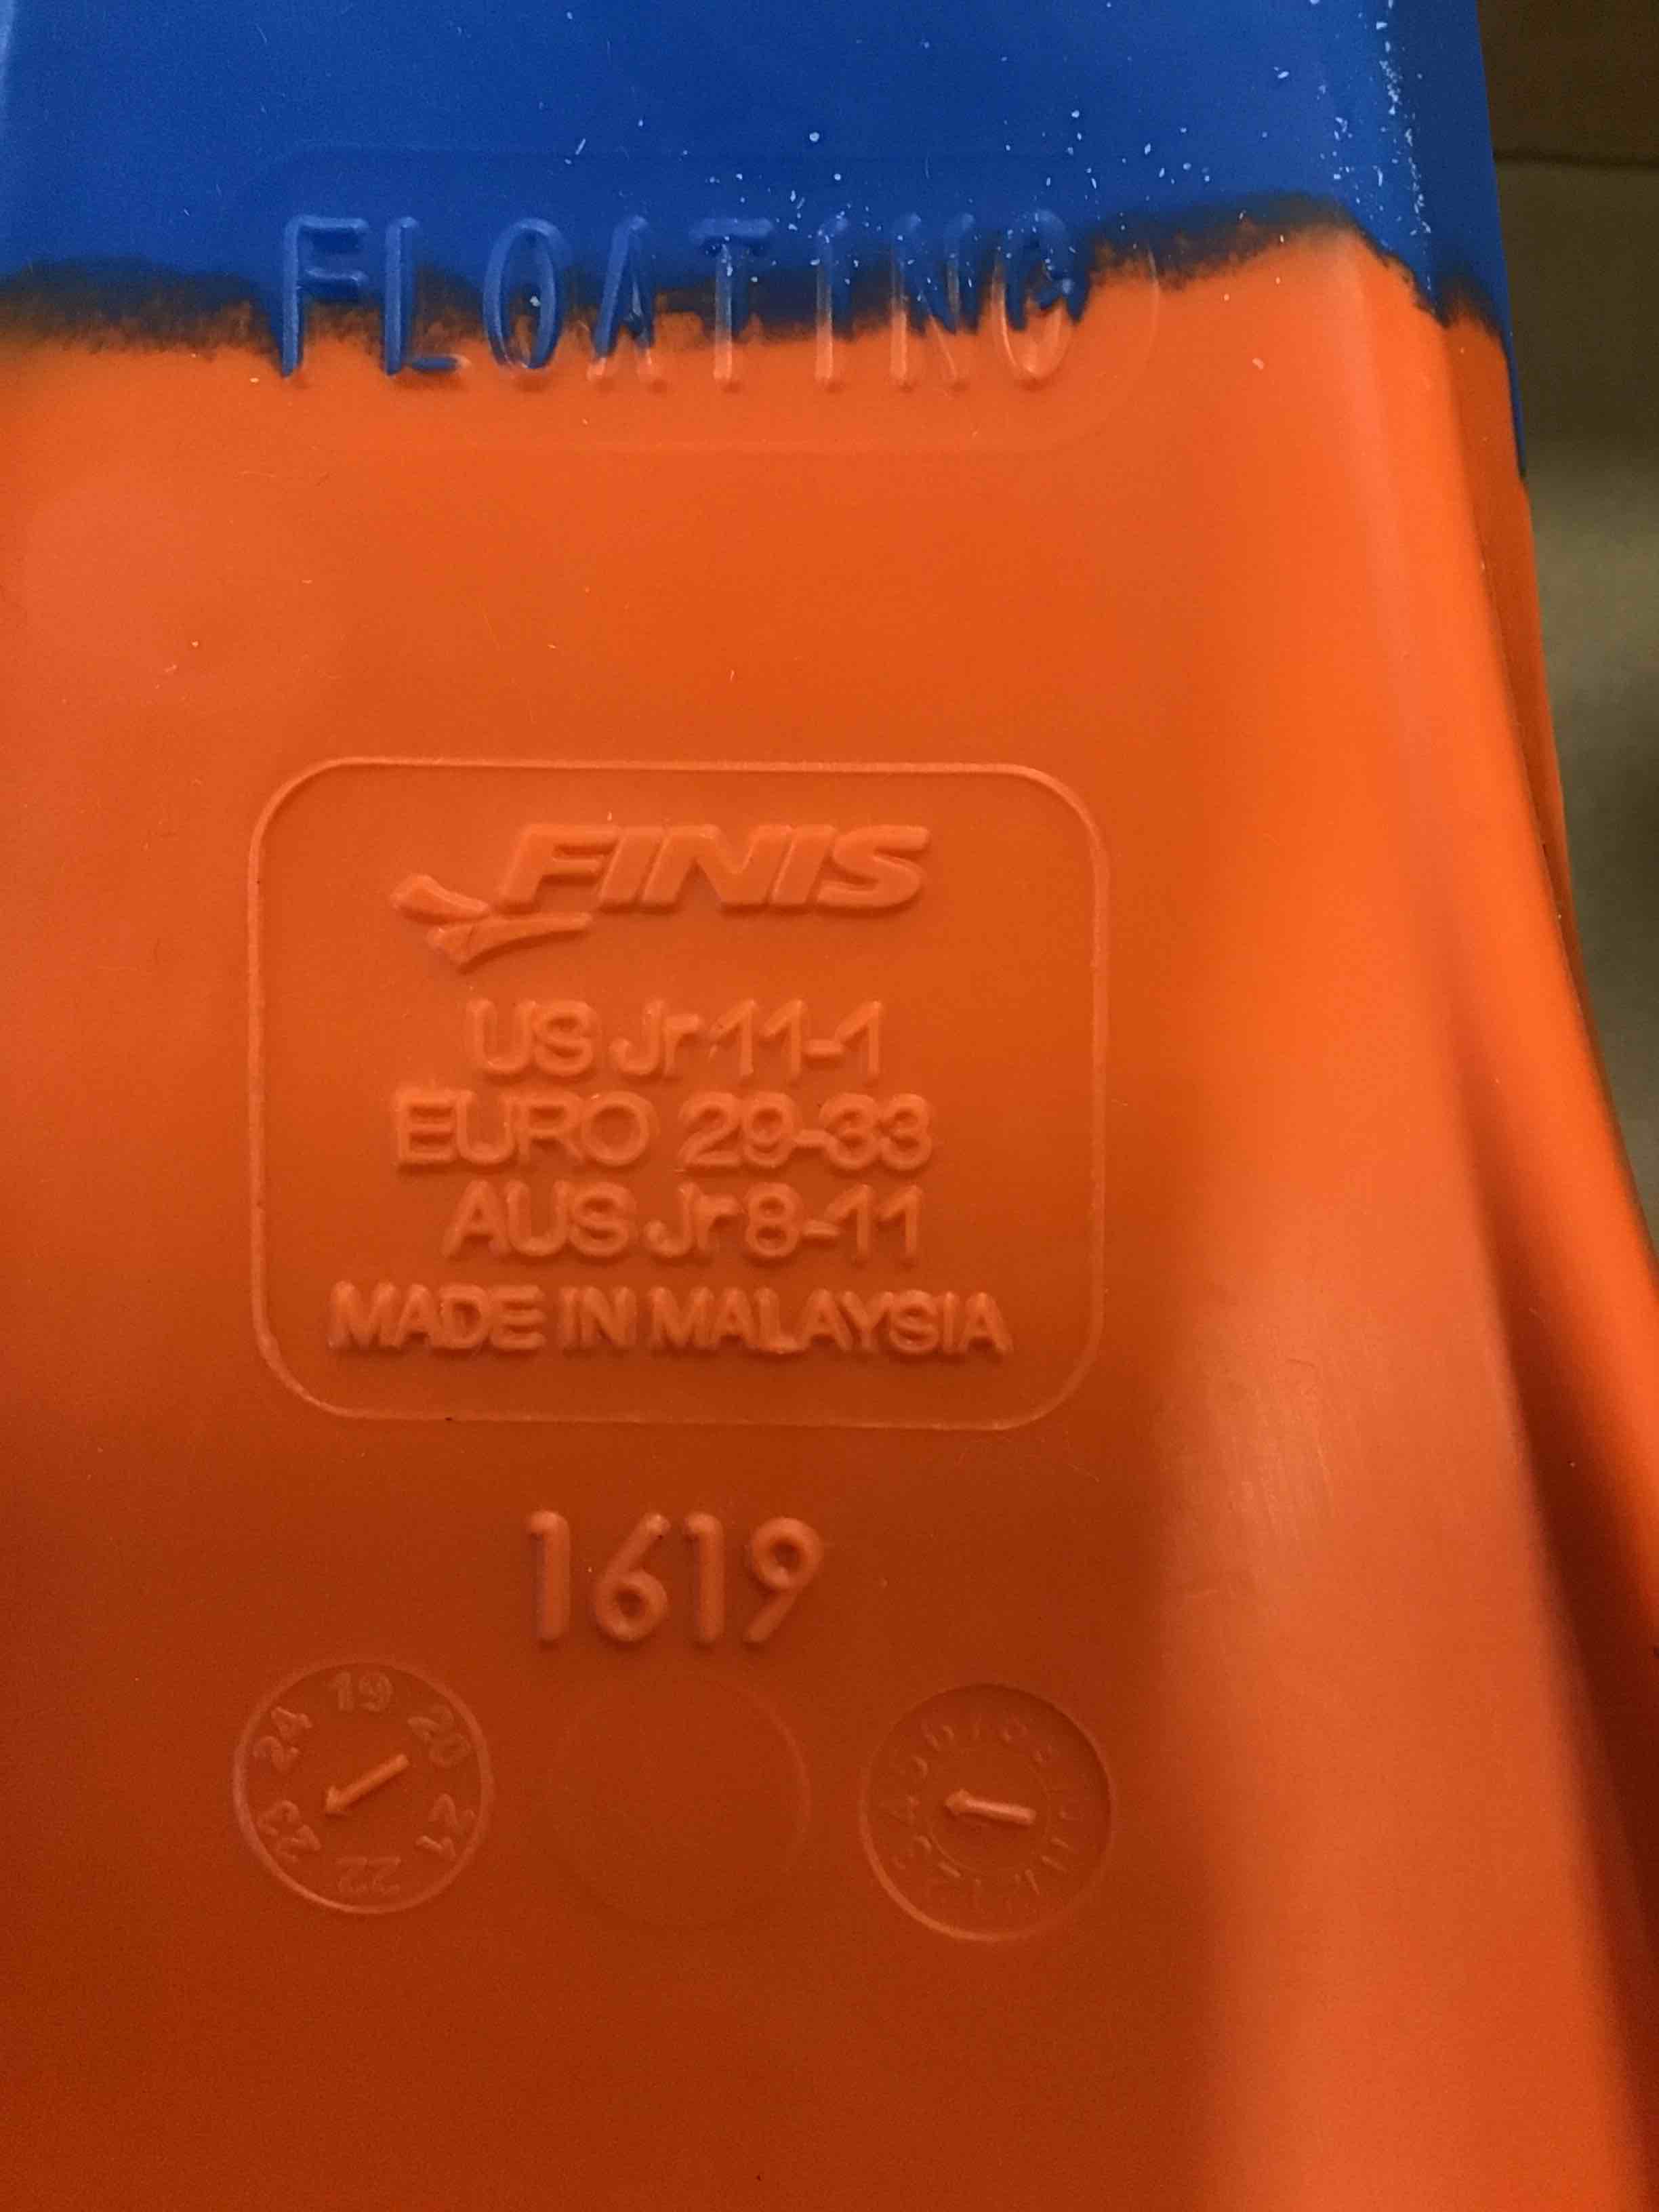 FLOATING
FINIS
US Jr 11-1
EURO 29-33
AUS Jr 8-11
MADE IN MALAYSIA
1619
19 20 21 22 23 24